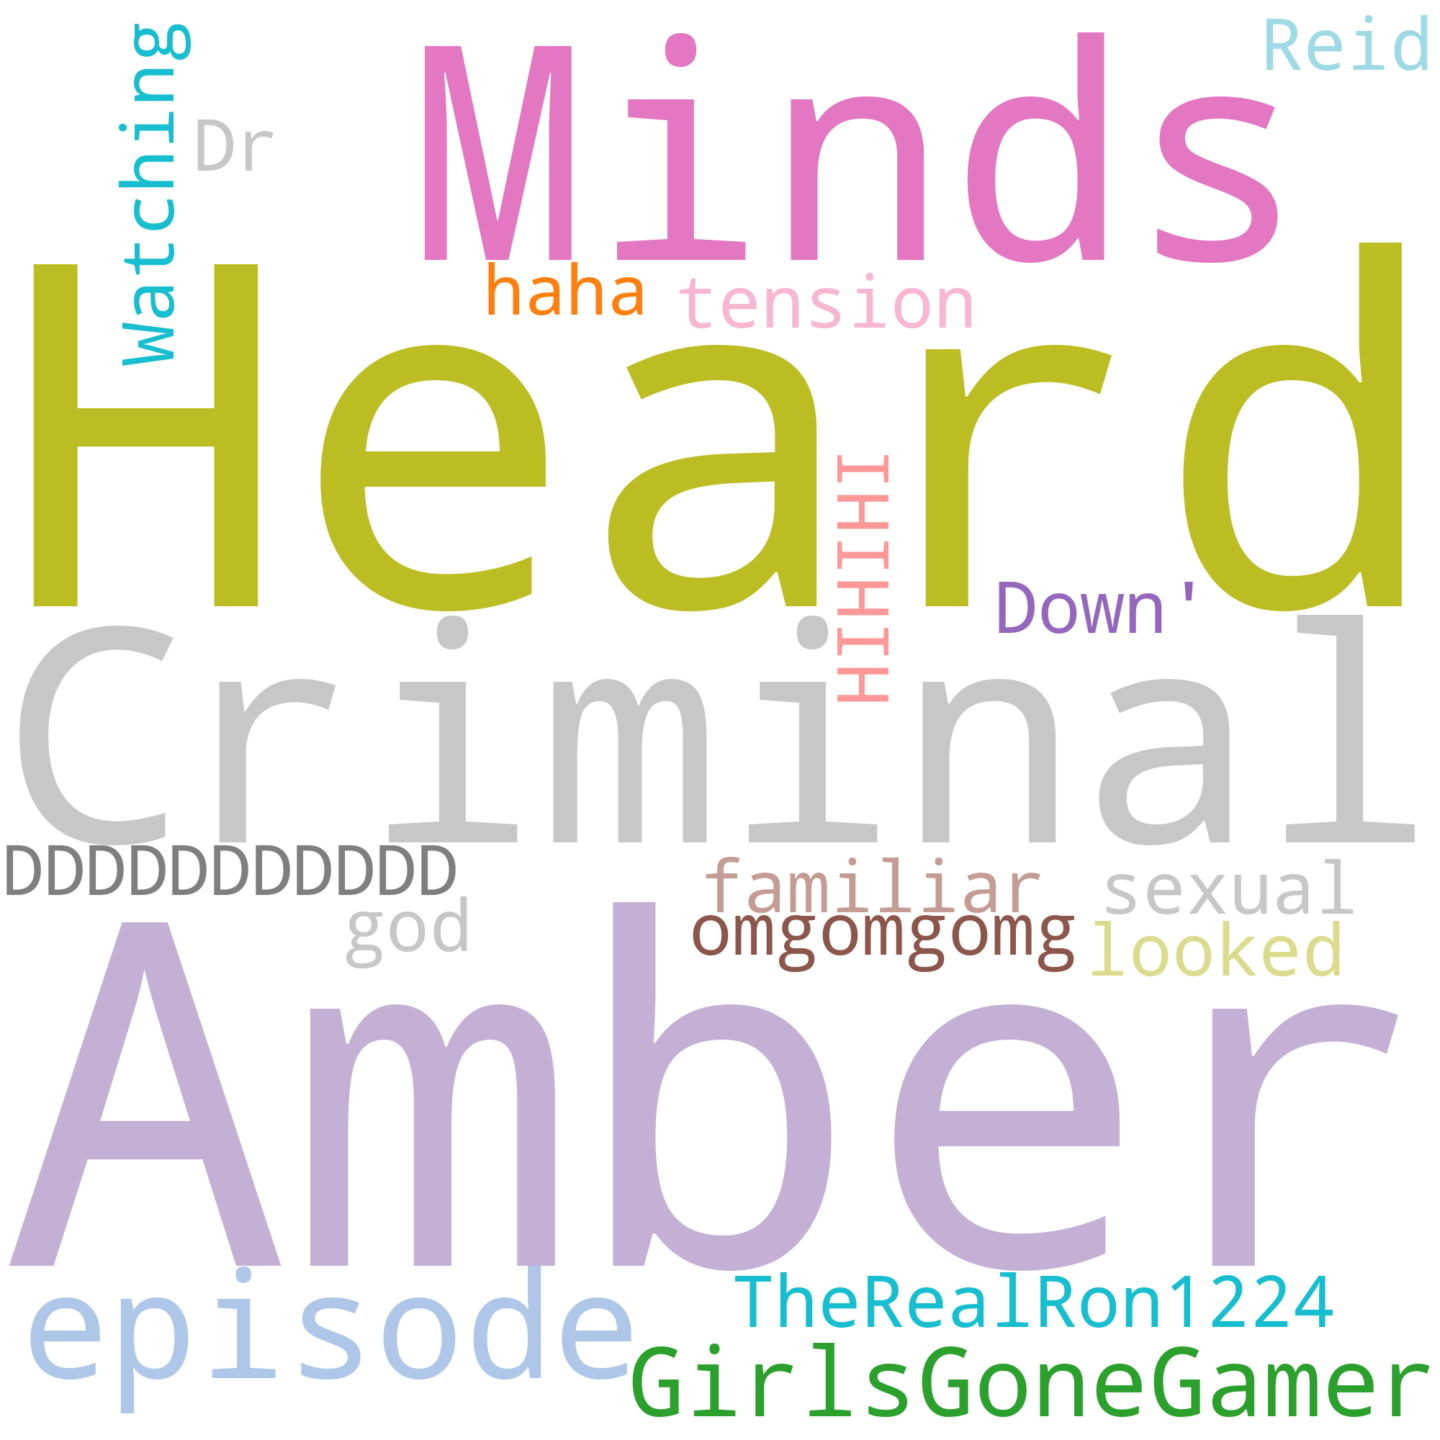 Reid
Minds
Watching
Dr
haha
tension
Heard
HIHIHI
Down'
Criminal
DDDDDDDDDDD
familiar
sexual
god
omgomgomg
looked
Amber
episode
TheRealRon1224
GirlsGoneGamer